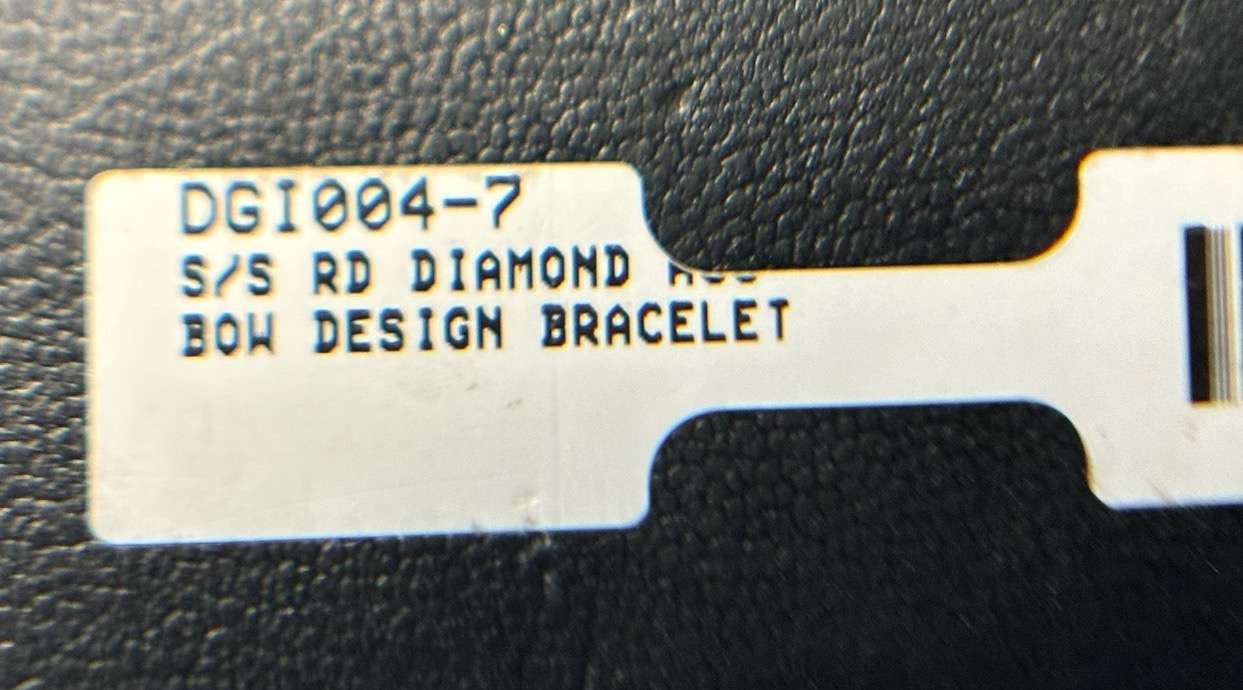 DGI004-7
S/S RD DIAMOND
BOW DESIGN BRACELET